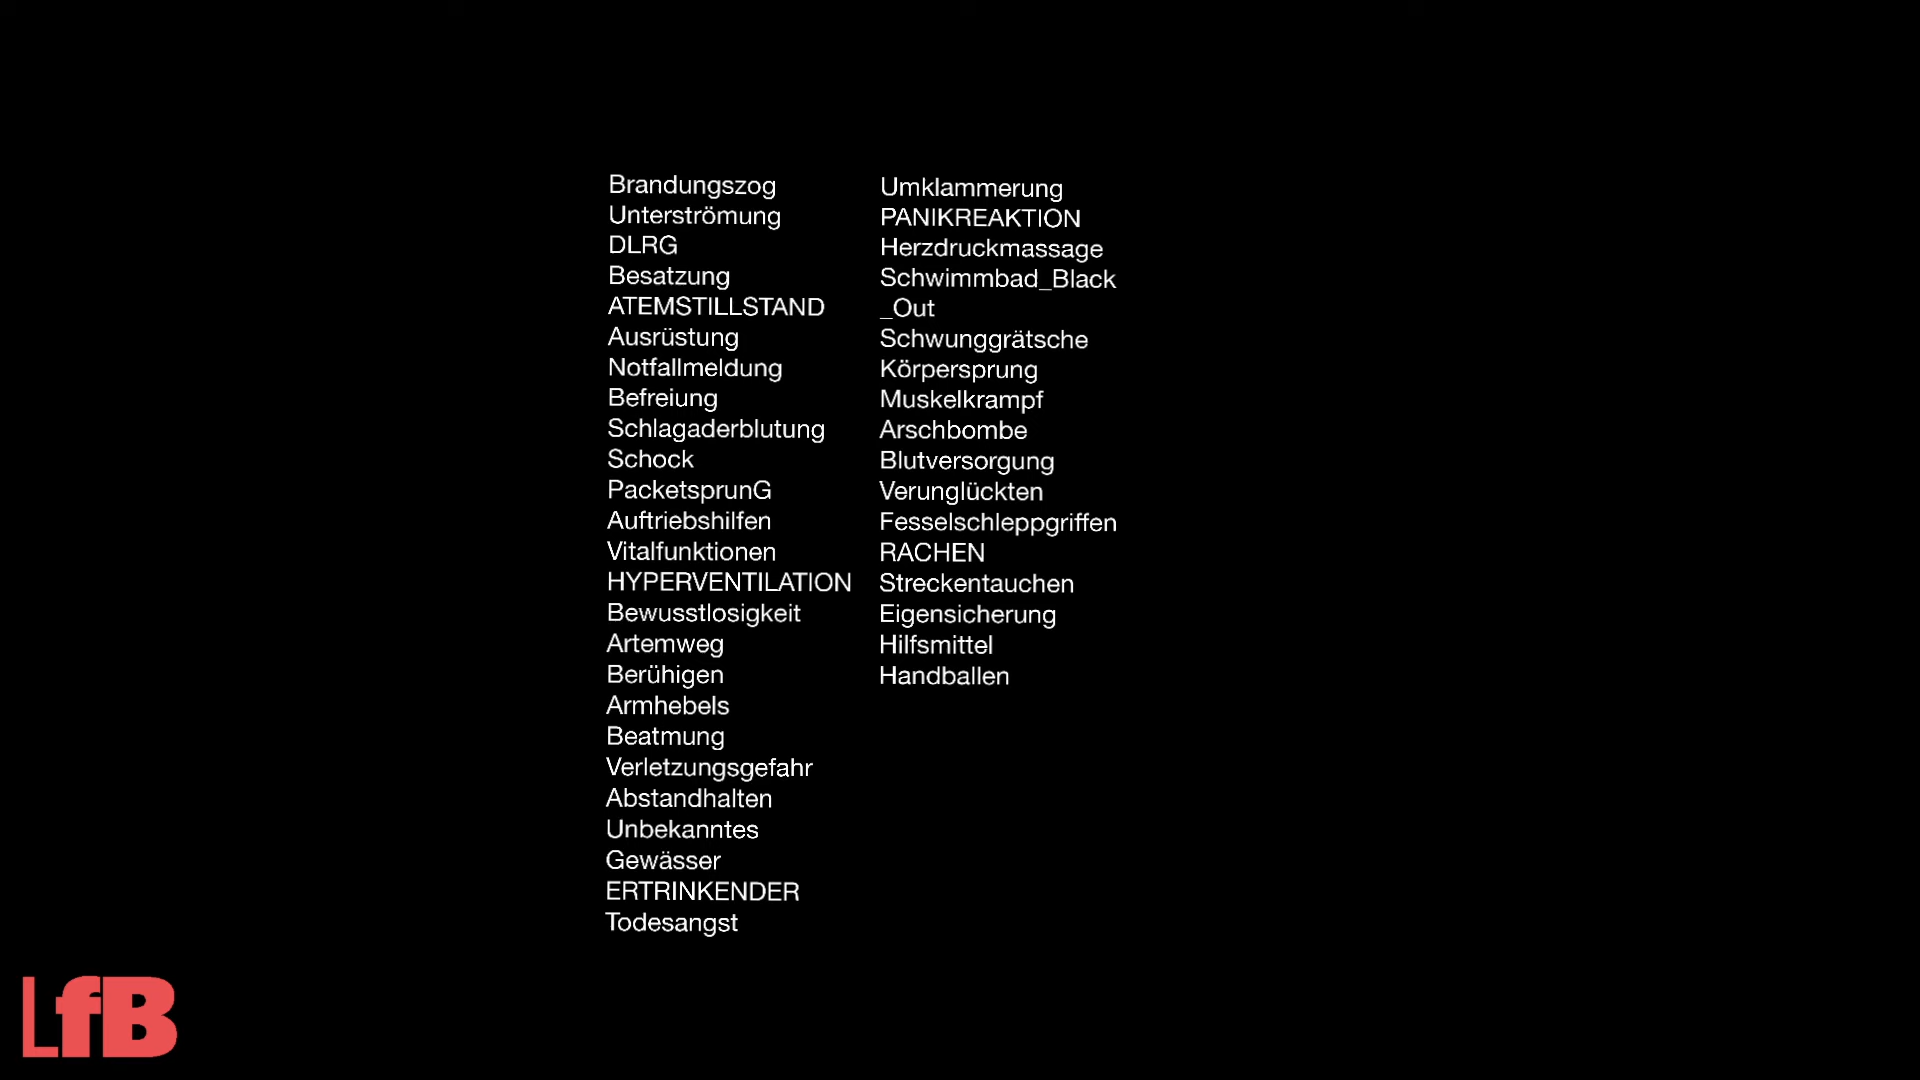 Brandungszog
Unterströmung
DLRG
Besatzung
ATEMSTILLSTAND
Ausrüstung
Notfallmeldung
Befreiung
Schlagaderblutung
Schock
PacketsprunG
Auftriebshilfen
Vitalfunktionen
HYPERVENTILATION
Bewusstlosigkeit
Artemweg
Berühigen
Armhebels
Beatmung
Verletzungsgefahr
Abstandhalten
Unbekanntes
Gewässer
ERTRINKENDER
Todesangst
Umklammerung
PANIKREAKTION
Herzdruckmassage
Schwimmbad_Black
_Out
Schwunggrätsche
Körpersprung
Muskelkrampf
Arschbombe
Blutversorgung
Verunglückten
Fesselschleppgriffen
RACHEN
Streckentauchen
Eigensicherung
Hilfsmittel
Handballen
LfB